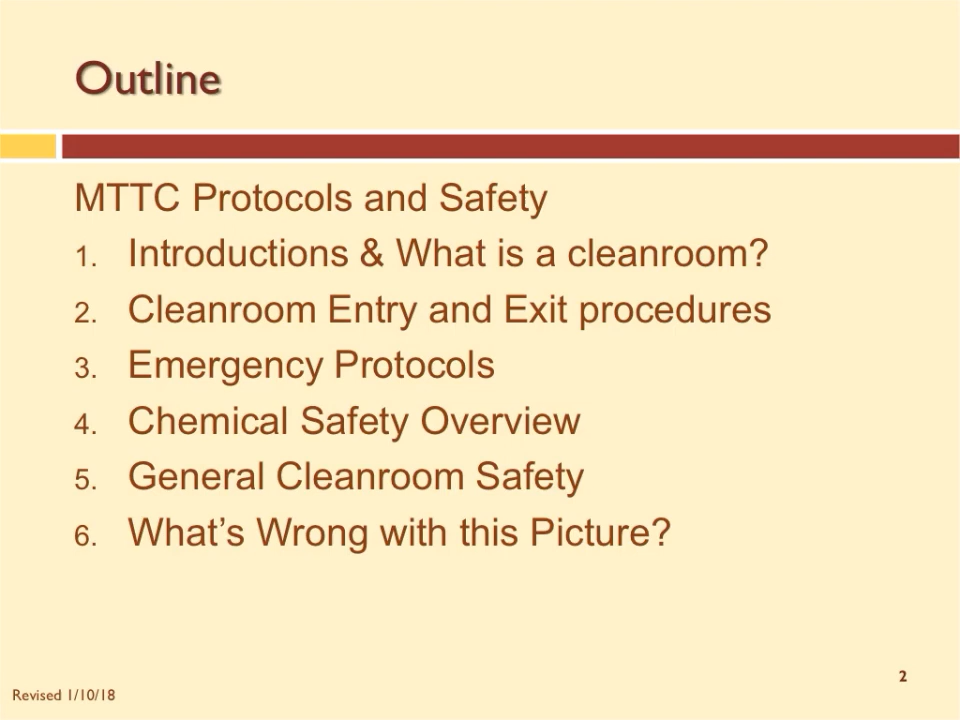 Outline
MTTC Protocols and Safety
1. Introductions & What is a cleanroom?
2. Cleanroom Entry and Exit procedures
3. Emergency Protocols
4. Chemical Safety Overview
5. General Cleanroom Safety
6. What’s Wrong with this Picture?
2
Revised 1/10/18